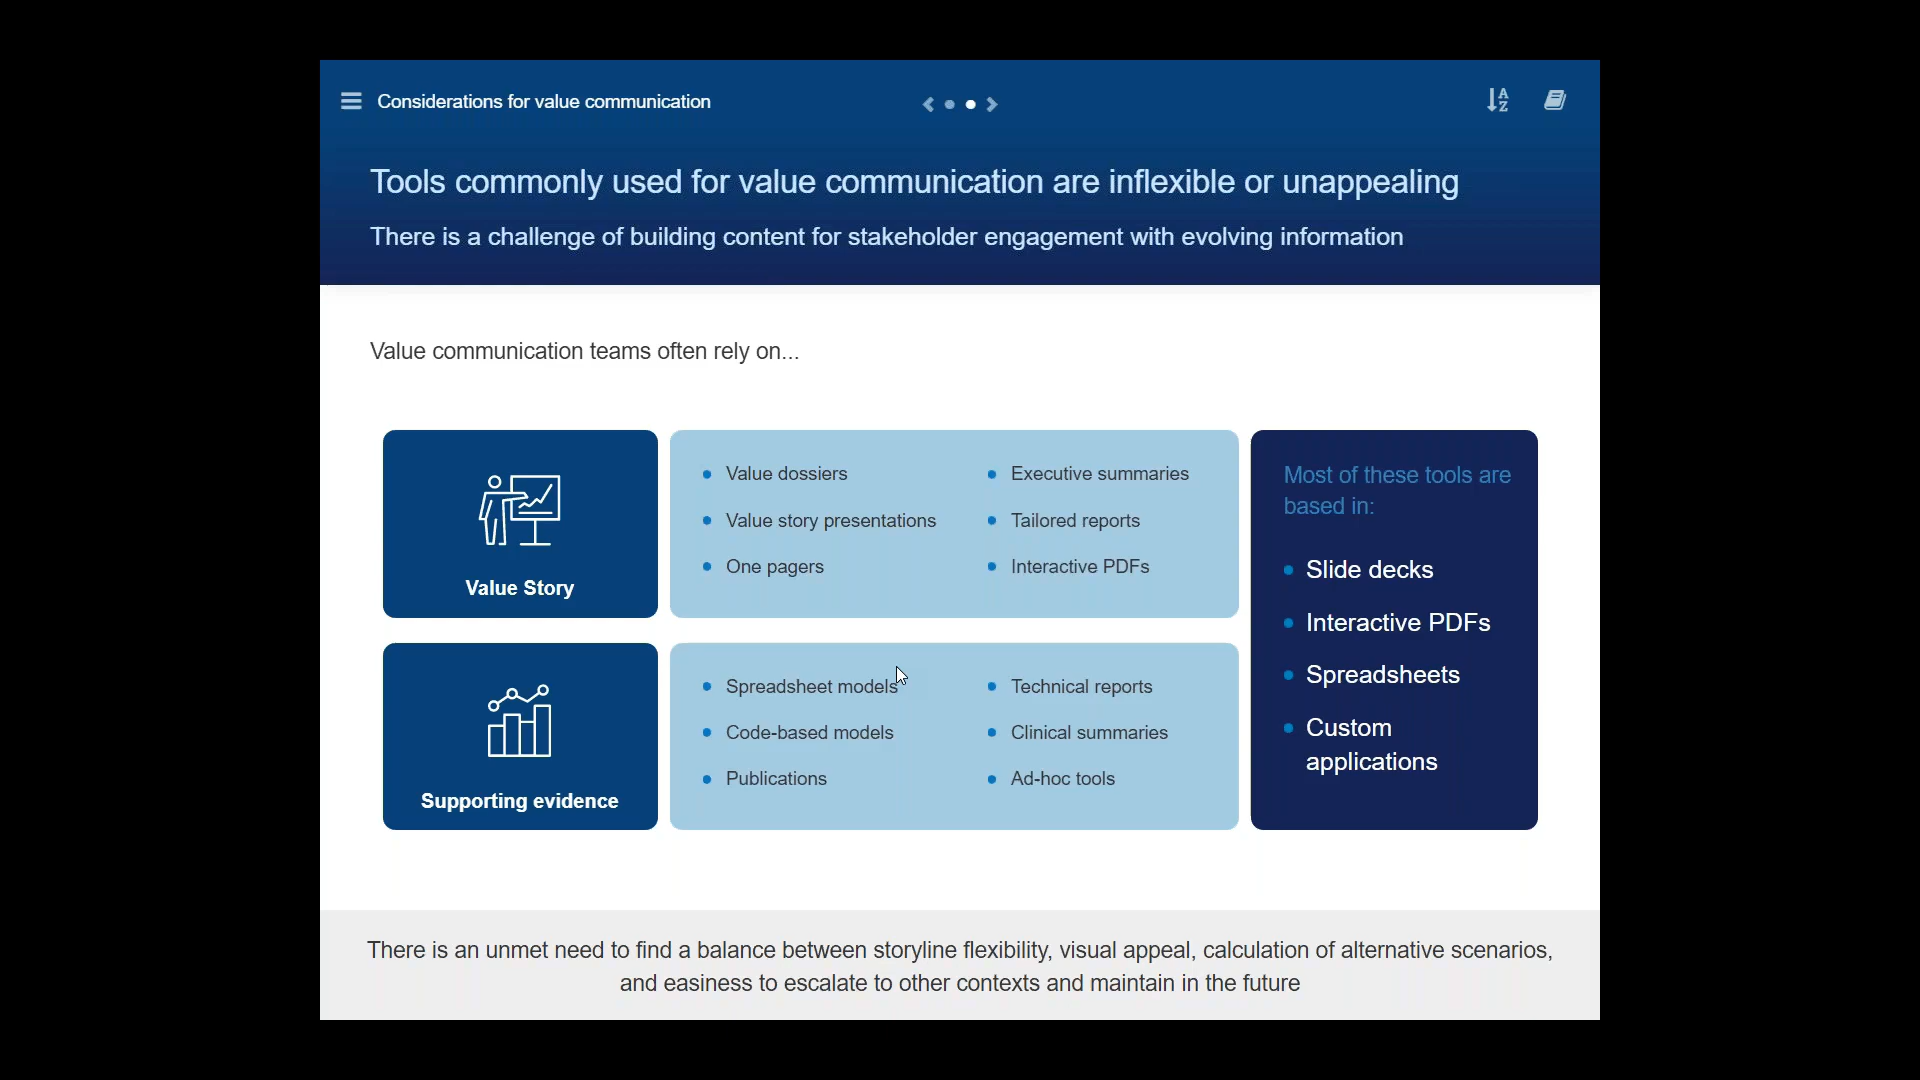 Considerations for value communication
Tools commonly used for value communication are inflexible or unappealing
There is a challenge of building content for stakeholder engagement with evolving information
Value communication teams often rely on...
Value Story
Value dossiers
Value story presentations
One pagers
Executive summaries
Tailored reports
Interactive PDFs
Supporting evidence
Spreadsheet models
Code-based models
Publications
Technical reports
Clinical summaries
Ad-hoc tools
Most of these tools are
based in:
Slide decks
Interactive PDFs
Spreadsheets
Custom
applications
There is an unmet need to find a balance between storyline flexibility, visual appeal, calculation of alternative scenarios,
and easiness to escalate to other contexts and maintain in the future